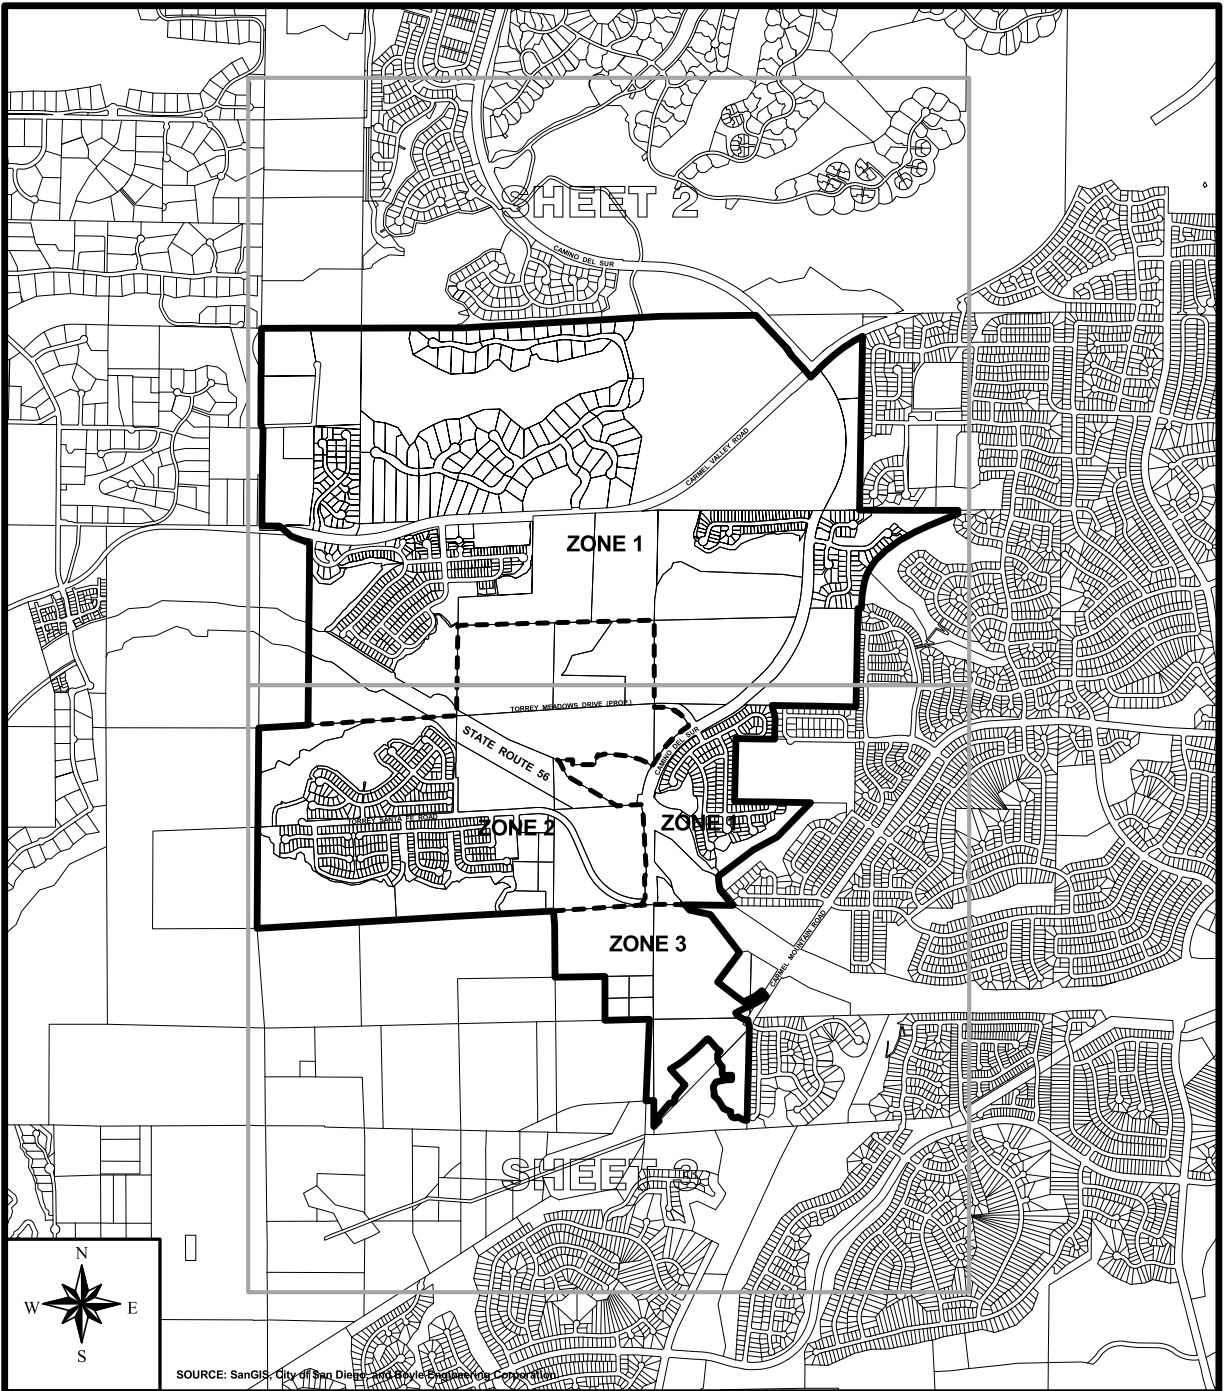 SHEET 2
CAMINO DEL SUR
CARMEL VALLEY ROAD
ZONE 1
TORREY MEADOWS DRIVE (PROP.)
STATE ROUTE 56
CAMINO DEL SUR
TORREY SANTA FE ROAD
ZONE 2
ZONE 1
CARMEL MOUNTAIN ROAD
ZONE 3
SHEET 3
N
W E
S
SOURCE: SanGIS, City of San Diego, and Boyle Engineering Corporation.